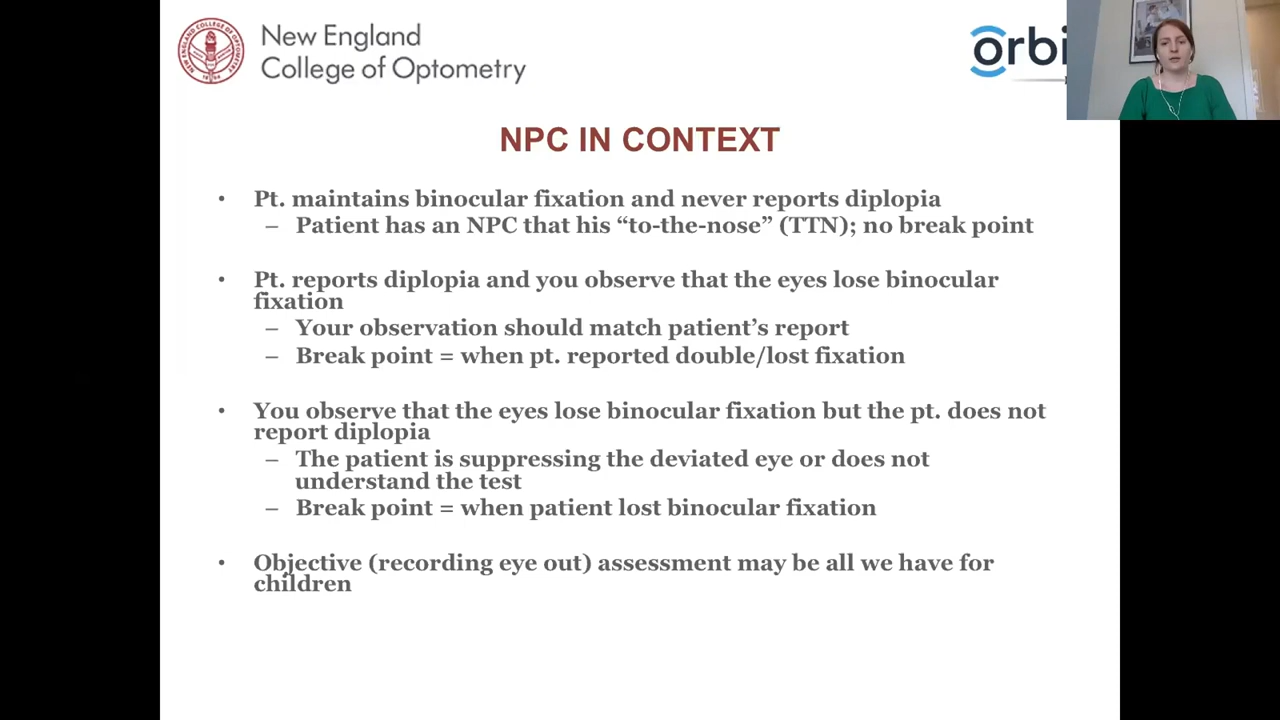 New England
College of Optometry
orbi
NPC IN CONTEXT
• Pt. maintains binocular fixation and never reports diplopia
– Patient has an NPC that his “to-the-nose” (TTN); no break point
• Pt. reports diplopia and you observe that the eyes lose binocular
fixation
– Your observation should match patient’s report
– Break point = when pt. reported double/lost fixation
• You observe that the eyes lose binocular fixation but the pt. does not
report diplopia
– The patient is suppressing the deviated eye or does not
understand the test
– Break point = when patient lost binocular fixation
• Objective (recording eye out) assessment may be all we have for
children